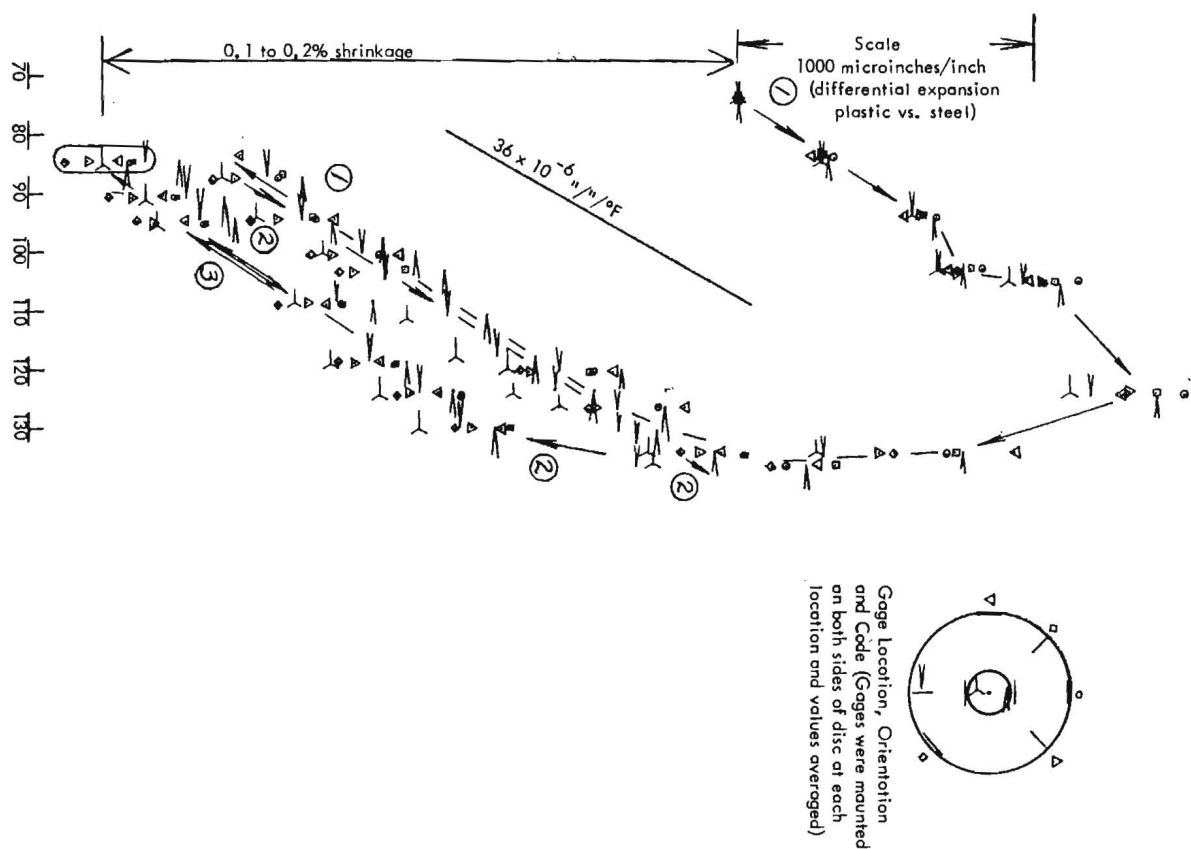 0.1 to 0.2% shrinkage
Scale
1000 microinches/inch
(differential expansion
plastic vs. steel)
1
70
80
90
100
110
120
130
36 x 10⁻⁶ "/"/°F
1
2
3
2
2
Gage Location, Orientation
and Code (Gages were maunted
on both sides of disc at each
location and values averaged)